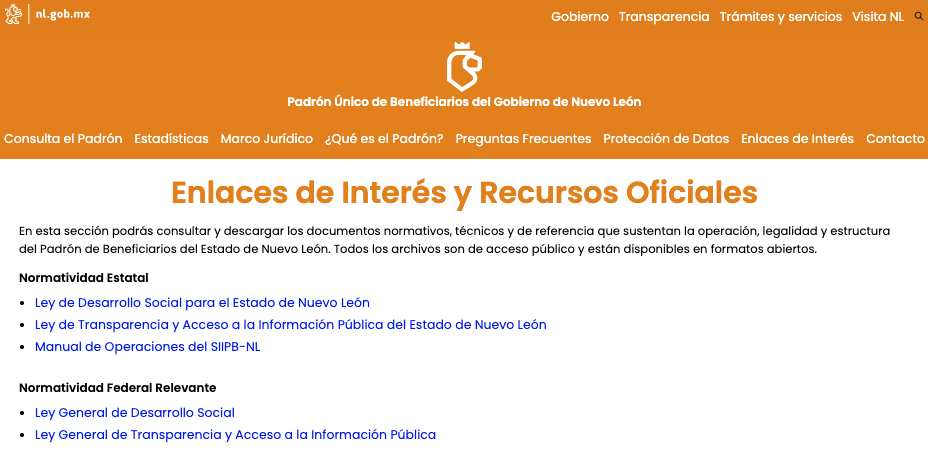 nl.gob.mx
Gobierno Transparencia Trámites y servicios Visita NL
Padrón Único de Beneficiarios del Gobierno de Nuevo León
Consulta el Padrón Estadísticas Marco Jurídico ¿Qué es el Padrón? Preguntas Frecuentes Protección de Datos Enlaces de Interés Contacto
Enlaces de Interés y Recursos Oficiales
En esta sección podrás consultar y descargar los documentos normativos, técnicos y de referencia que sustentan la operación, legalidad y estructura
del Padrón de Beneficiarios del Estado de Nuevo León. Todos los archivos son de acceso público y están disponibles en formatos abiertos.
Normatividad Estatal
• Ley de Desarrollo Social para el Estado de Nuevo León
• Ley de Transparencia y Acceso a la Información Pública del Estado de Nuevo León
• Manual de Operaciones del SIIPB-NL
Normatividad Federal Relevante
• Ley General de Desarrollo Social
• Ley General de Transparencia y Acceso a la Información Pública